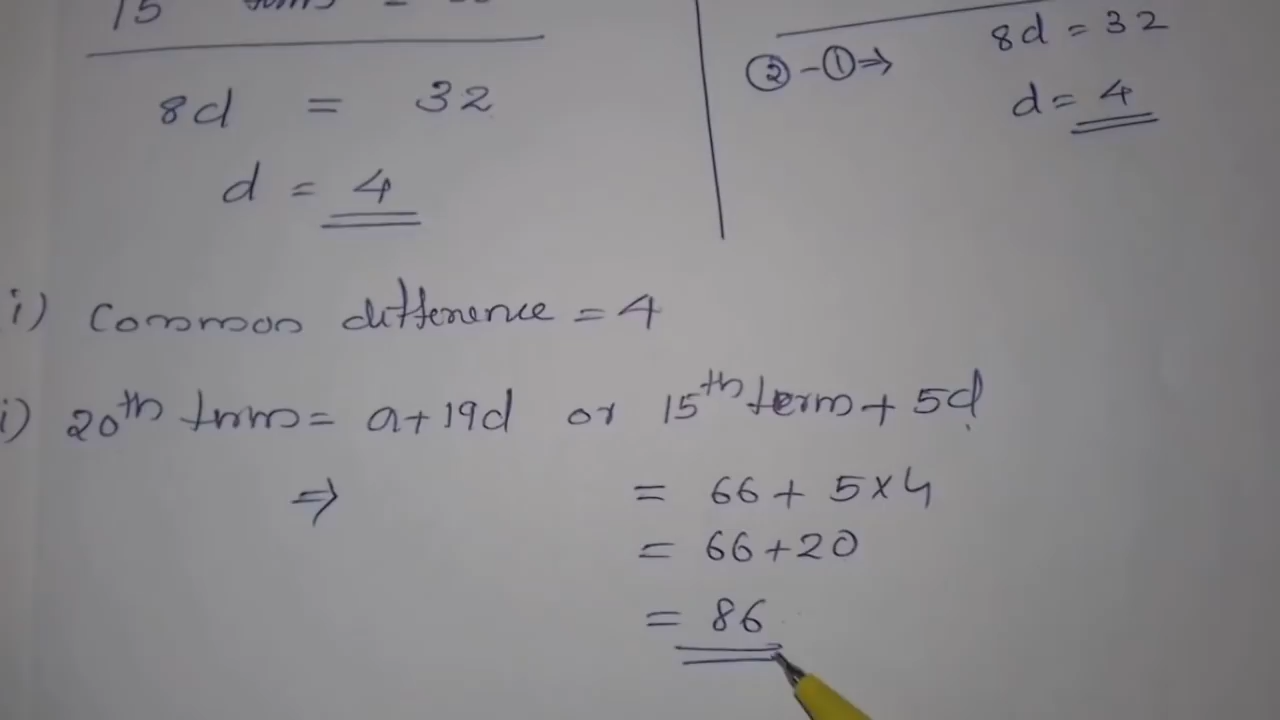 15
8d = 32
d = 4
② - ① ⇒ 8d = 32
d = 4
i) Common difference = 4
i) 20th term = a + 19d or 15th term + 5d
⇒ = 66 + 5 × 4
= 66 + 20
= 86